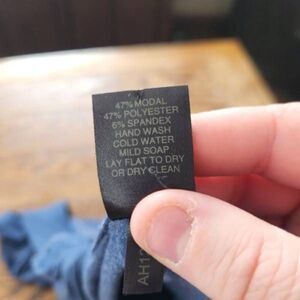 47% MODAL
47% POLYESTER
6% SPANDEX
HAND WASH
COLD WATER
MILD SOAP
LAY FLAT TO DRY
OR DRY CLEAN